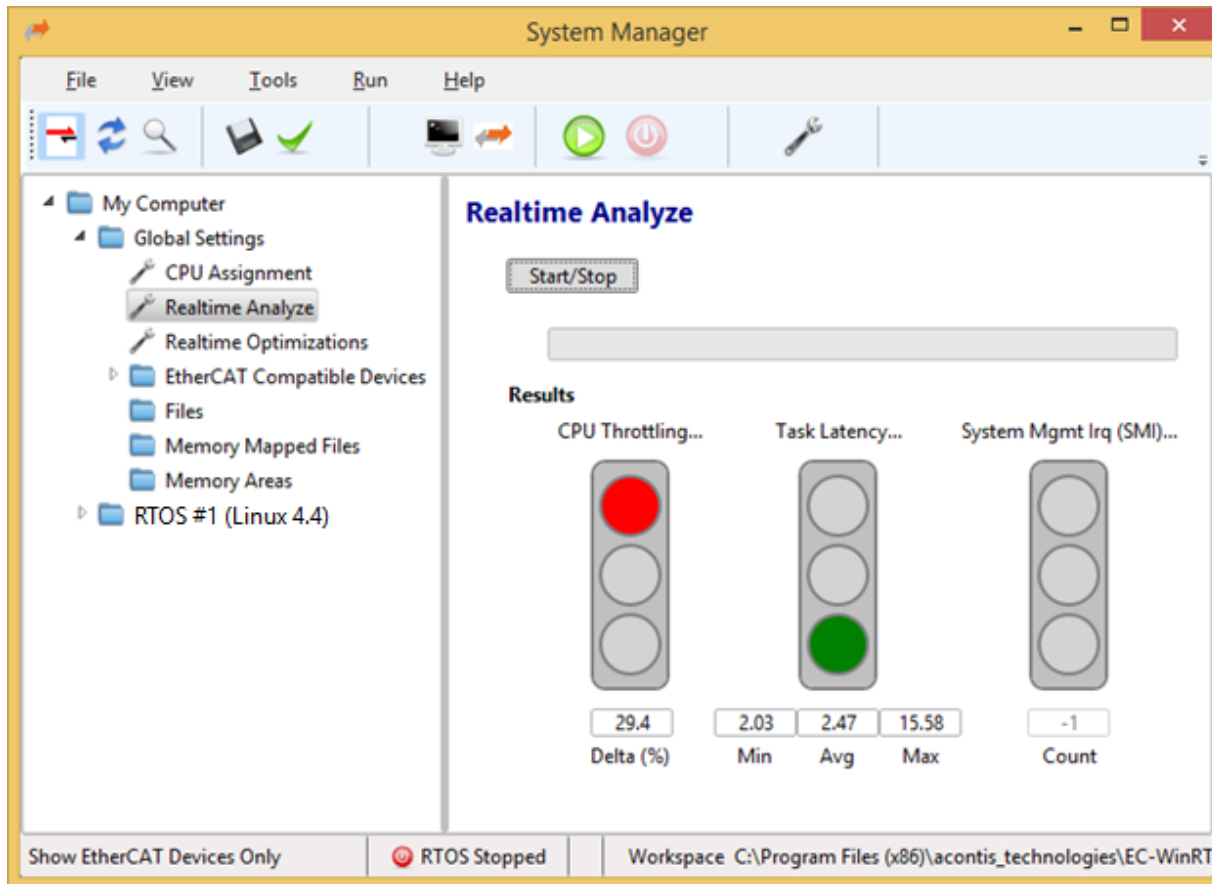 System Manager
File View Tools Run Help
My Computer
Global Settings
CPU Assignment
Realtime Analyze
Realtime Optimizations
EtherCAT Compatible Devices
Files
Memory Mapped Files
Memory Areas
RTOS #1 (Linux 4.4)
Realtime Analyze
Start/Stop
Results
CPU Throttling... Task Latency... System Mgmt Irq (SMI)...
29.4 2.03 2.47 15.58 -1
Delta (%) Min Avg Max Count
Show EtherCAT Devices Only RTOS Stopped Workspace C:\Program Files (x86)\acontis_technologies\EC-WinRT